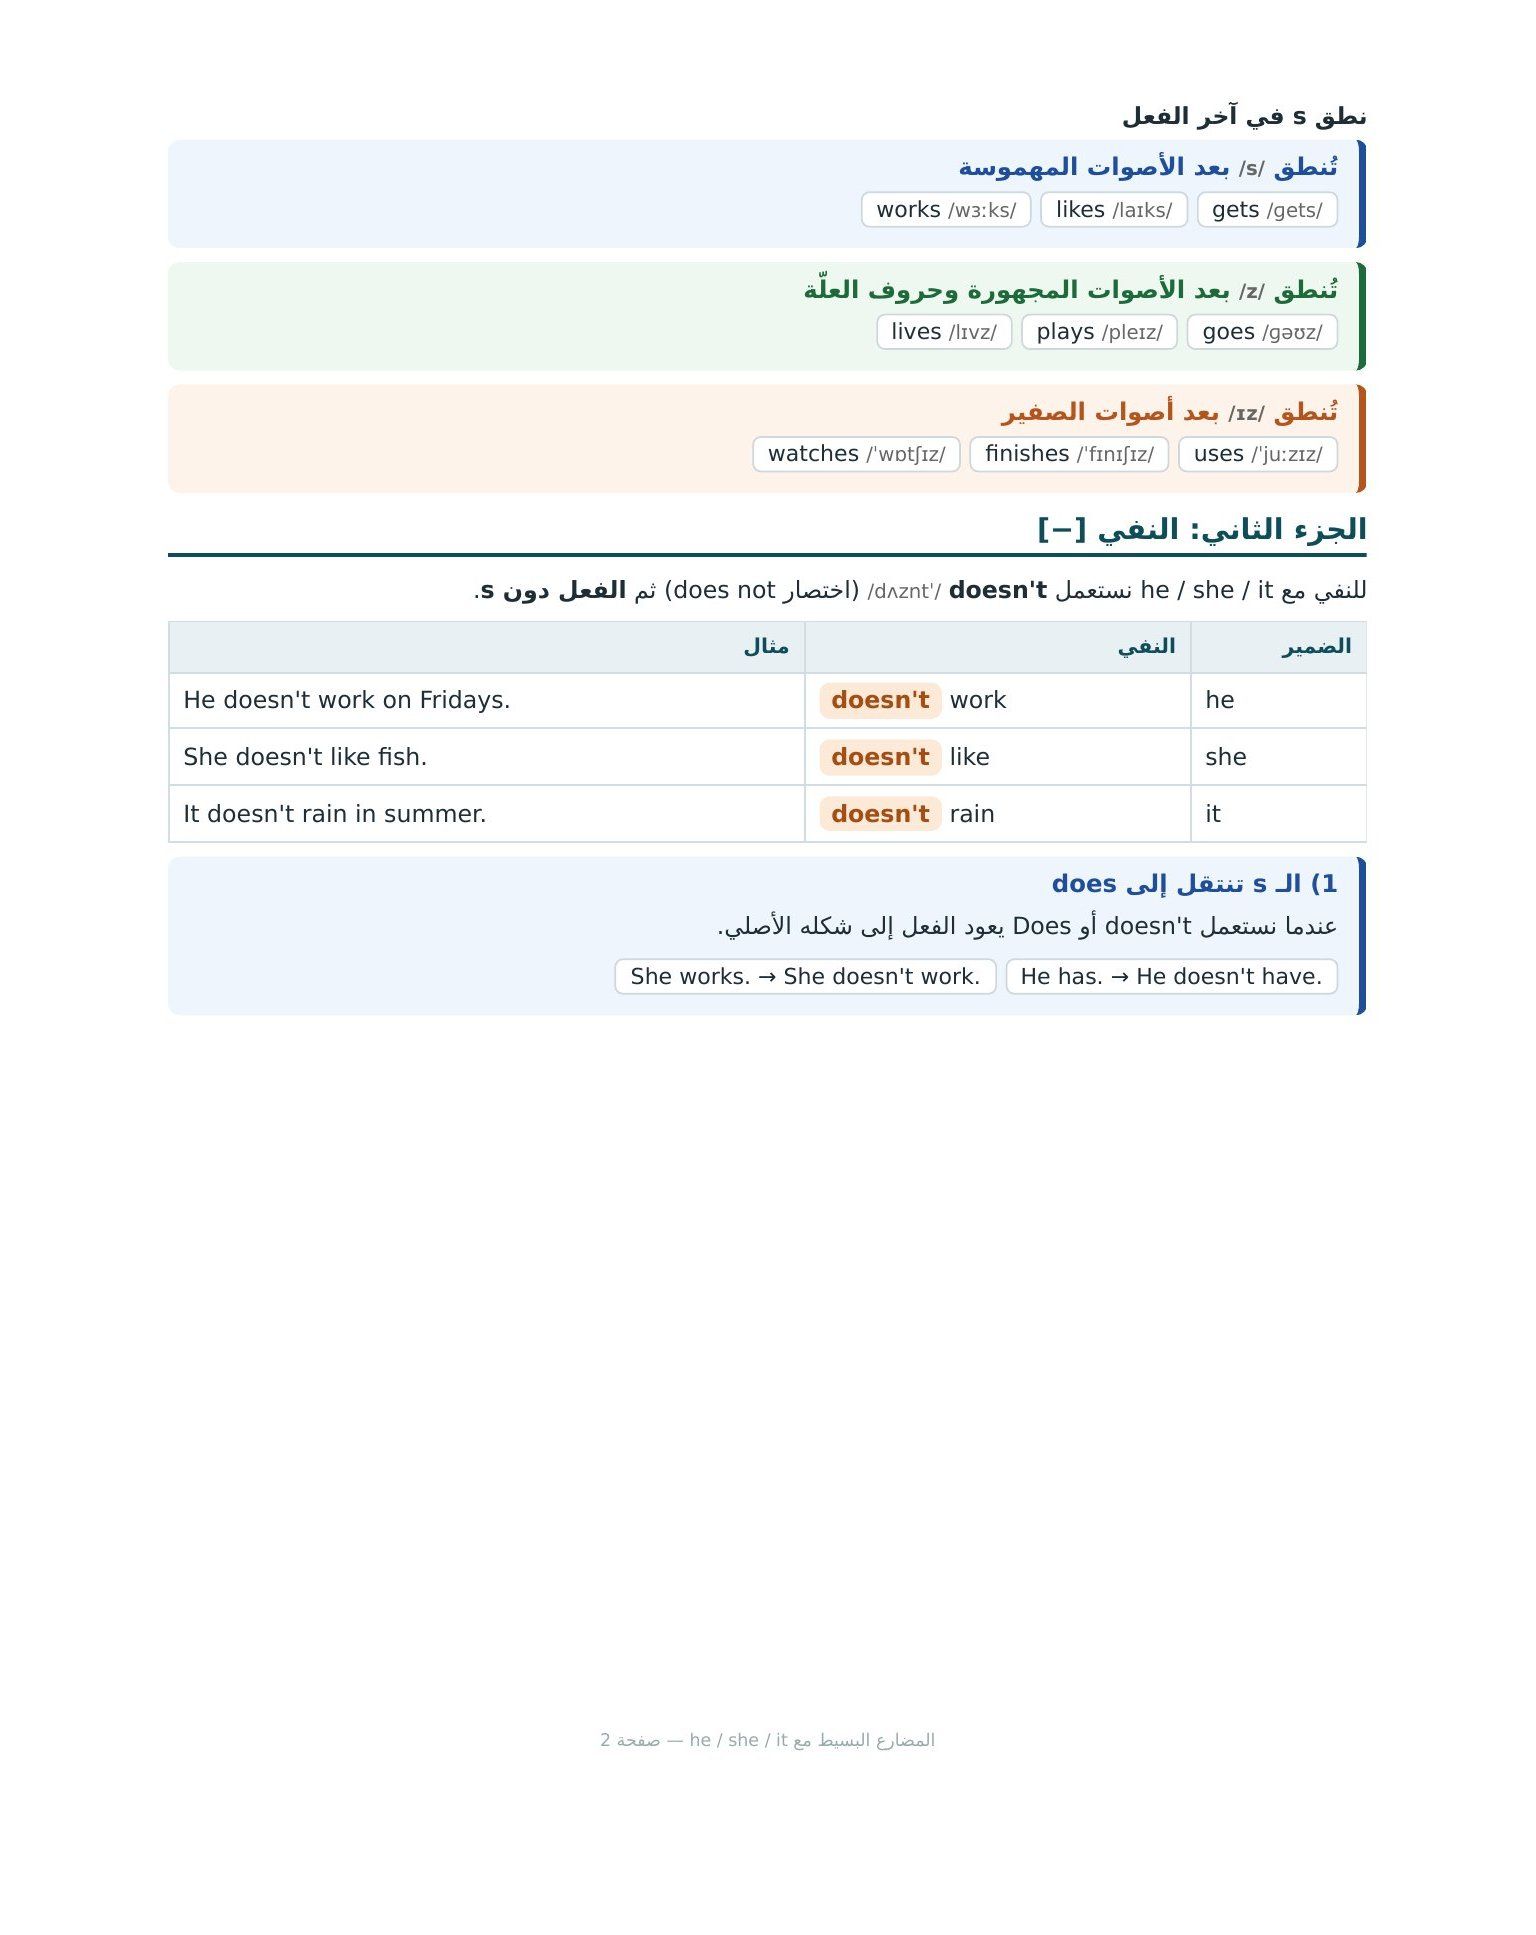 نطق s في آخر الفعل
تُنطق /s/ بعد الأصوات المهموسة
gets /gets/ likes /laɪks/ works /wɜːks/
تُنطق /z/ بعد الأصوات المجهورة وحروف العلّة
goes /ɡəʊz/ plays /pleɪz/ lives /lɪvz/
تُنطق /ɪz/ بعد أصوات الصفير
uses /ˈjuːzɪz/ finishes /ˈfɪnɪʃɪz/ watches /ˈwɒtʃɪz/
الجزء الثاني: النفي [−]
للنفي مع he / she / it نستعمل doesn't /ˈdʌznt/ (اختصار does not) ثم الفعل دون s.
الضمير النفي مثال
he doesn't work He doesn't work on Fridays.
she doesn't like She doesn't like fish.
it doesn't rain It doesn't rain in summer.
1) الـ s تنتقل إلى does
عندما نستعمل doesn't أو Does يعود الفعل إلى شكله الأصلي.
He has. → He doesn't have. She works. → She doesn't work.
المضارع البسيط مع he / she / it — صفحة 2